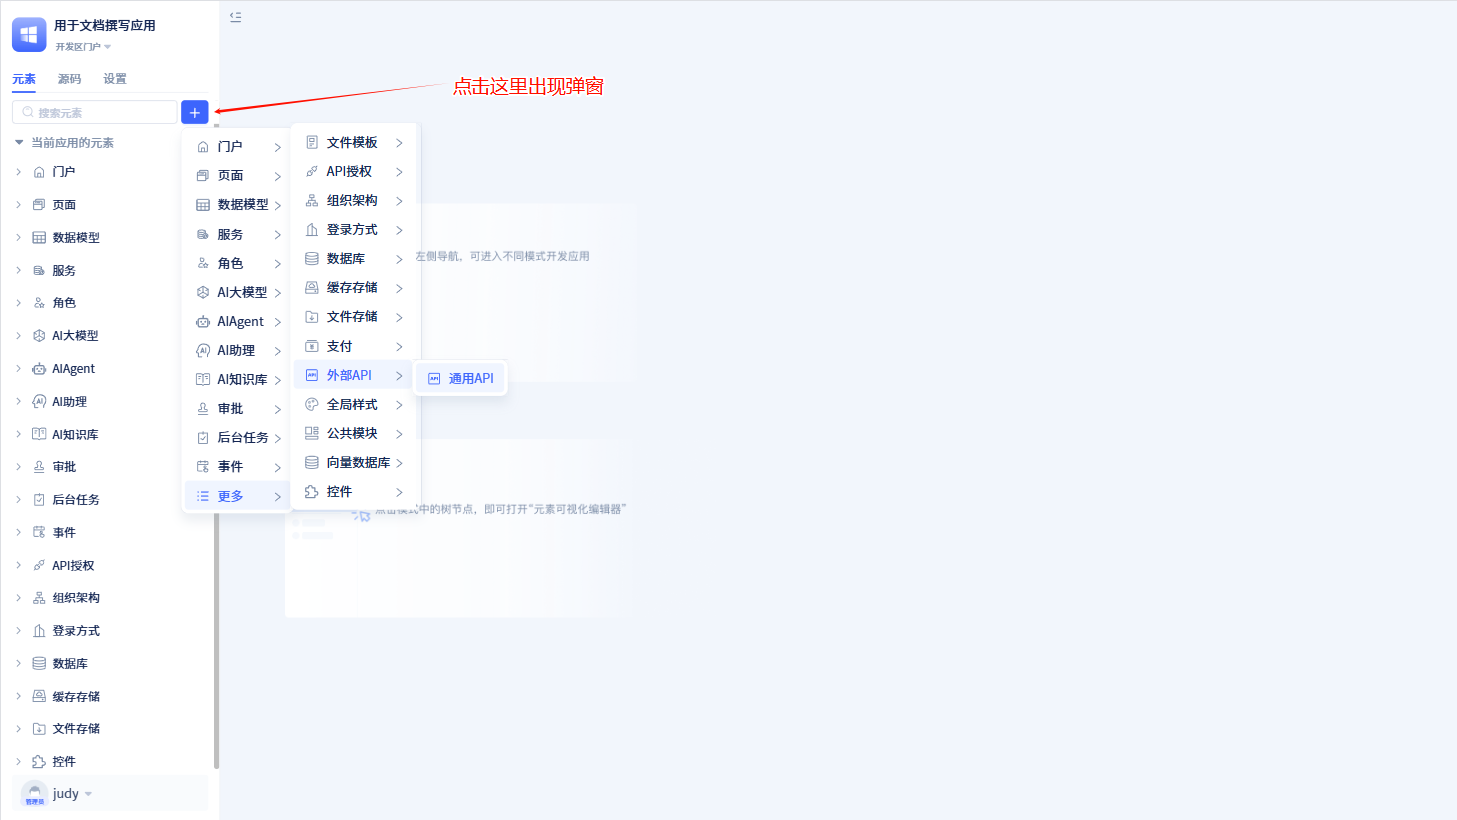 用于文档撰写应用
开发区门户
元素 源码 设置
搜索元素
当前应用的元素
门户
页面
数据模型
服务
角色
AI大模型
AIAgent
AI助理
AI知识库
审批
后台任务
事件
API授权
组织架构
登录方式
数据库
缓存存储
文件存储
控件
管理员
judy
点击这里出现弹窗
门户
页面
数据模型
服务
角色
AI大模型
AIAgent
AI助理
AI知识库
审批
后台任务
事件
更多
文件模板
API授权
组织架构
登录方式
数据库
缓存存储
文件存储
支付
外部API
全局样式
公共模块
向量数据库
控件
通用API
左侧导航，可进入不同模式开发应用
点击模式中的树节点，即可打开“元素可视化编辑器”